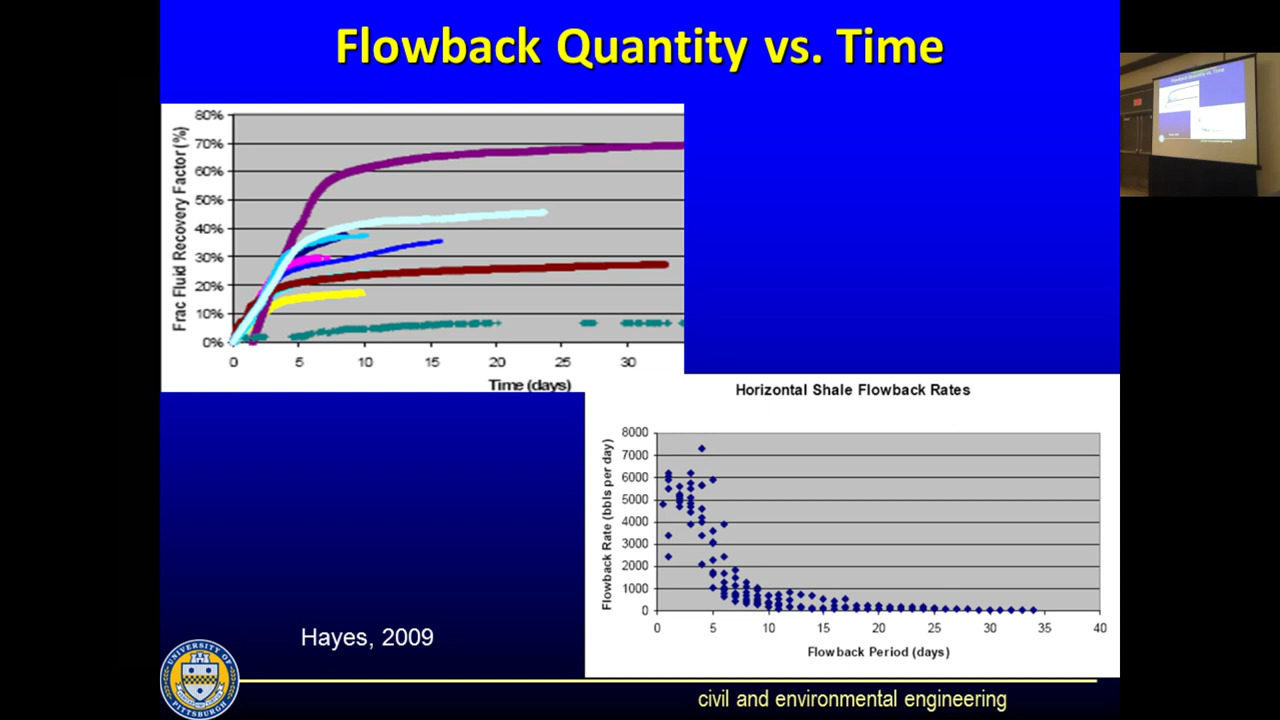 Flowback Quantity vs. Time
Frac Fluid Recovery Factor (%)
80%
70%
60%
50%
40%
30%
20%
10%
0%
0 5 10 15 20 25 30
Time (days)
Horizontal Shale Flowback Rates
Flowback Rate (bbls per day)
8000
7000
6000
5000
4000
3000
2000
1000
0
0 5 10 15 20 25 30 35 40
Flowback Period (days)
Hayes, 2009
UNIVERSITY OF
PITTSBURGH
civil and environmental engineering